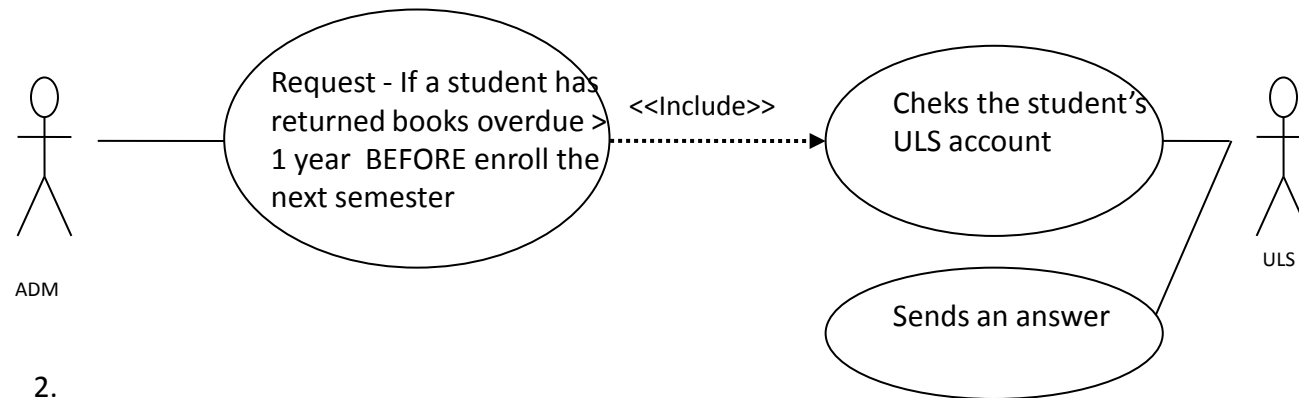 Request - If a student has
returned books overdue >
1 year BEFORE enroll the
next semester
<<Include>>
Cheks the student’s
ULS account
ADM
ULS
Sends an answer
2.